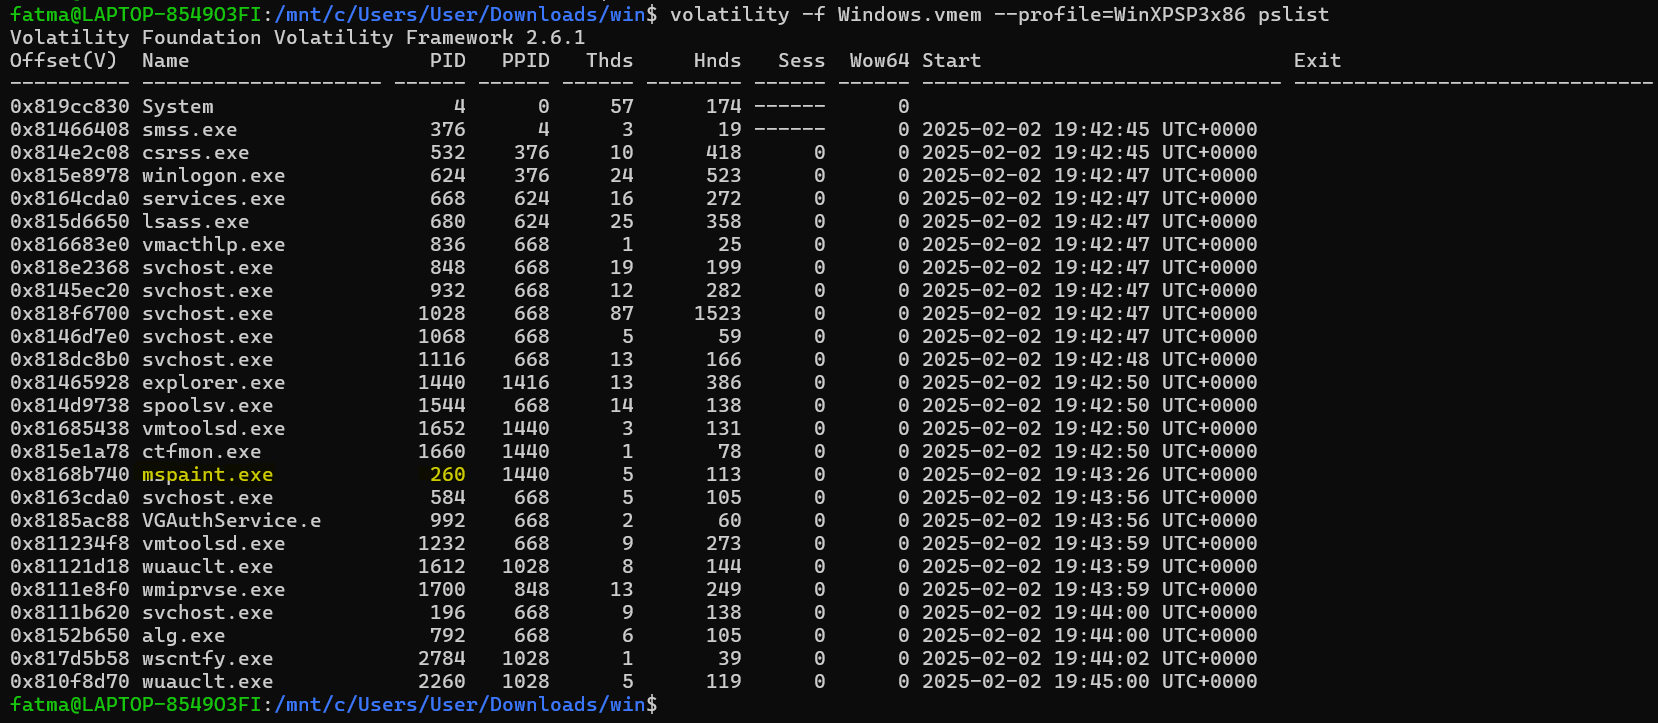 fatma@LAPTOP-8549O3FI:/mnt/c/Users/User/Downloads/win$ volatility -f Windows.vmem --profile=WinXPSP3x86 pslist
Volatility Foundation Volatility Framework 2.6.1
Offset(V)  Name                    PID   PPID   Thds     Hnds   Sess  Wow64 Start                          Exit
---------- -------------------- ------ ------ ------ -------- ------ ------ ------------------------------ ------------------------------
0x819cc830 System                    4      0     57      174 ------      0
0x81466408 smss.exe                376      4      3       19 ------      0 2025-02-02 19:42:45 UTC+0000
0x814e2c08 csrss.exe               532    376     10      418      0      0 2025-02-02 19:42:45 UTC+0000
0x815e8978 winlogon.exe            624    376     24      523      0      0 2025-02-02 19:42:47 UTC+0000
0x8164cda0 services.exe            668    624     16      272      0      0 2025-02-02 19:42:47 UTC+0000
0x815d6650 lsass.exe               680    624     25      358      0      0 2025-02-02 19:42:47 UTC+0000
0x816683e0 vmacthlp.exe            836    668      1       25      0      0 2025-02-02 19:42:47 UTC+0000
0x818e2368 svchost.exe             848    668     19      199      0      0 2025-02-02 19:42:47 UTC+0000
0x8145ec20 svchost.exe             932    668     12      282      0      0 2025-02-02 19:42:47 UTC+0000
0x818f6700 svchost.exe            1028    668     87     1523      0      0 2025-02-02 19:42:47 UTC+0000
0x8146d7e0 svchost.exe            1068    668      5       59      0      0 2025-02-02 19:42:47 UTC+0000
0x818dc8b0 svchost.exe            1116    668     13      166      0      0 2025-02-02 19:42:48 UTC+0000
0x81465928 explorer.exe           1440   1416     13      386      0      0 2025-02-02 19:42:50 UTC+0000
0x814d9738 spoolsv.exe            1544    668     14      138      0      0 2025-02-02 19:42:50 UTC+0000
0x81685438 vmtoolsd.exe           1652   1440      3      131      0      0 2025-02-02 19:42:50 UTC+0000
0x815e1a78 ctfmon.exe             1660   1440      1       78      0      0 2025-02-02 19:42:50 UTC+0000
0x8168b740 mspaint.exe             260   1440      5      113      0      0 2025-02-02 19:43:26 UTC+0000
0x8163cda0 svchost.exe             584    668      5      105      0      0 2025-02-02 19:43:56 UTC+0000
0x8185ac88 VGAuthService.e         992    668      2       60      0      0 2025-02-02 19:43:56 UTC+0000
0x811234f8 vmtoolsd.exe           1232    668      9      273      0      0 2025-02-02 19:43:59 UTC+0000
0x81121d18 wuauclt.exe            1612   1028      8      144      0      0 2025-02-02 19:43:59 UTC+0000
0x8111e8f0 wmiprvse.exe           1700    848     13      249      0      0 2025-02-02 19:43:59 UTC+0000
0x8111b620 svchost.exe             196    668      9      138      0      0 2025-02-02 19:44:00 UTC+0000
0x8152b650 alg.exe                 792    668      6      105      0      0 2025-02-02 19:44:00 UTC+0000
0x817d5b58 wscntfy.exe            2784   1028      1       39      0      0 2025-02-02 19:44:02 UTC+0000
0x810f8d70 wuauclt.exe            2260   1028      5      119      0      0 2025-02-02 19:45:00 UTC+0000
fatma@LAPTOP-8549O3FI:/mnt/c/Users/User/Downloads/win$